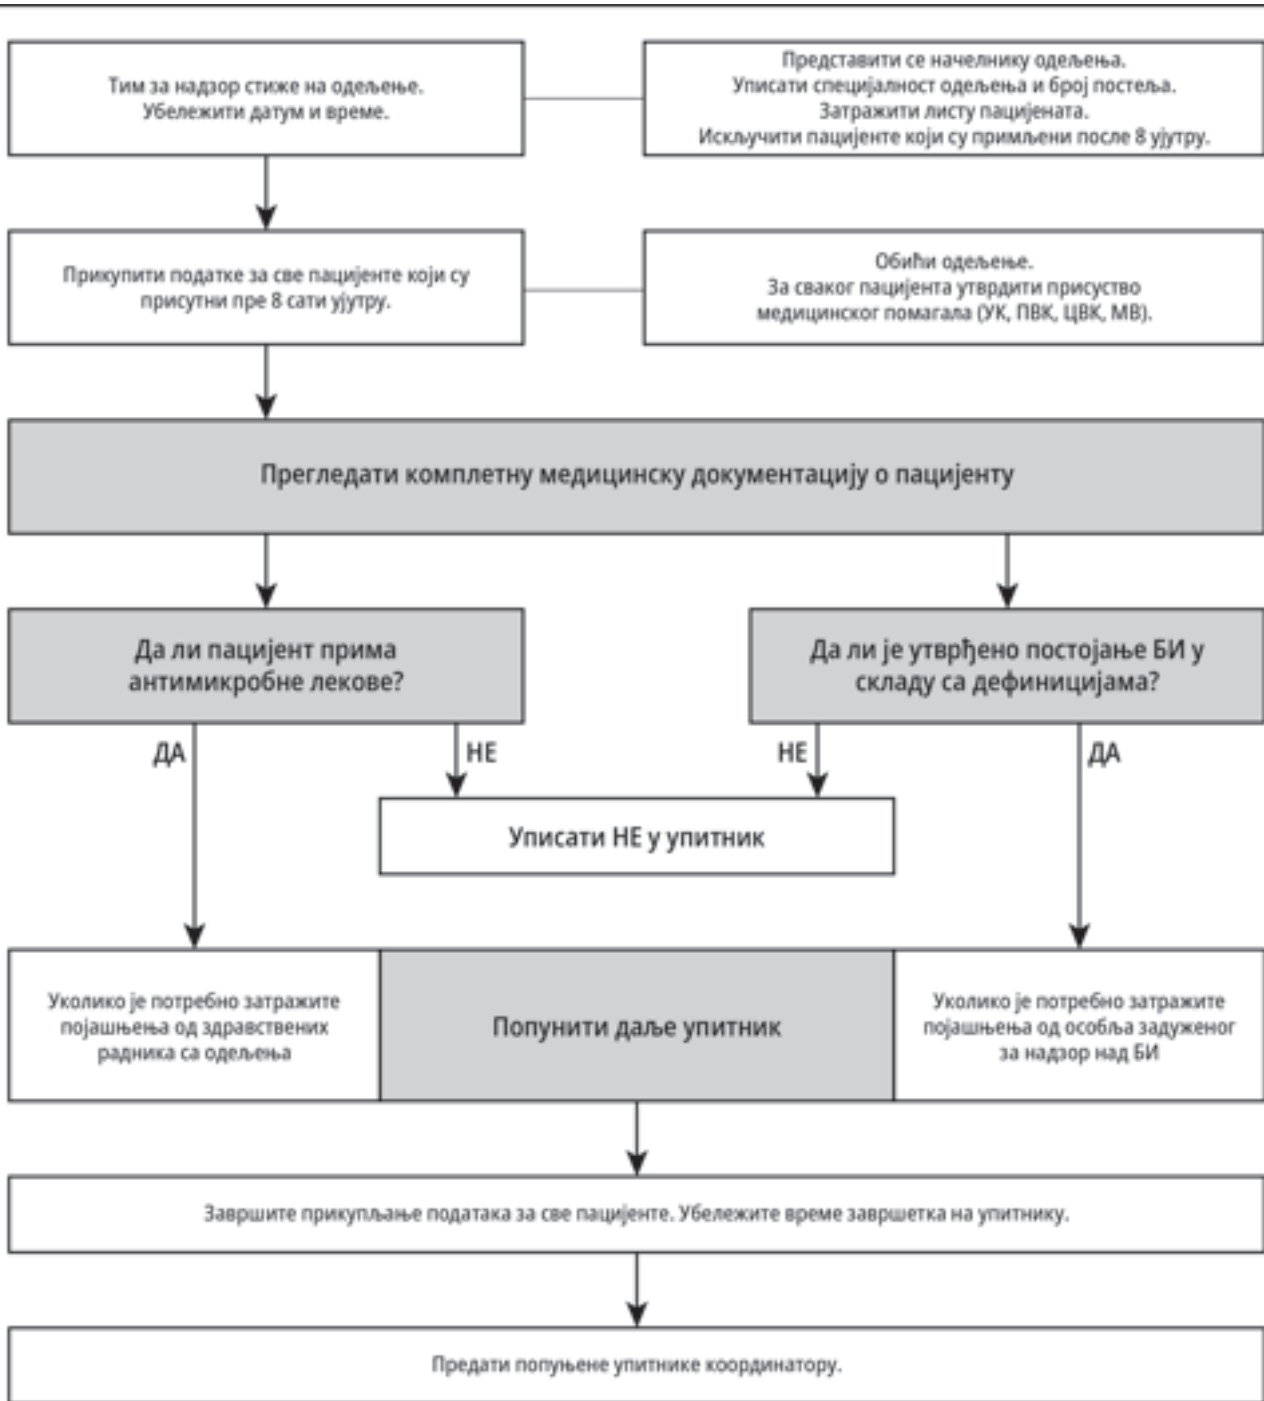 Тим за надзор стиже на одељење.
Убележити датум и време.
Представити се начелнику одељења.
Уписати специјалност одељења и број постеља.
Затражити листу пацијената.
Искључити пацијенте који су примљени после 8 ујутру.
Прикупити податке за све пацијенте који су
присутни пре 8 сати ујутру.
Обићи одељење.
За сваког пацијента утврдити присуство
медицинског помагала (УК, ПВК, ЦВК, МВ).
Прегледати комплетну медицинску документацију о пацијенту
Да ли пацијент прима
антимикробне лекове?
Да ли је утврђено постојање БИ у
складу са дефиницијама?
ДА
НЕ
НЕ
ДА
Уписати НЕ у упитник
Уколико је потребно затражите
појашњења од здравствених
радника са одељења
Попунити даље упитник
Уколико је потребно затражите
појашњења од особља задуженог
за надзор над БИ
Завршите прикупљање података за све пацијенте. Убележите време завршетка на упитнику.
Предати попуњене упитнике координатору.